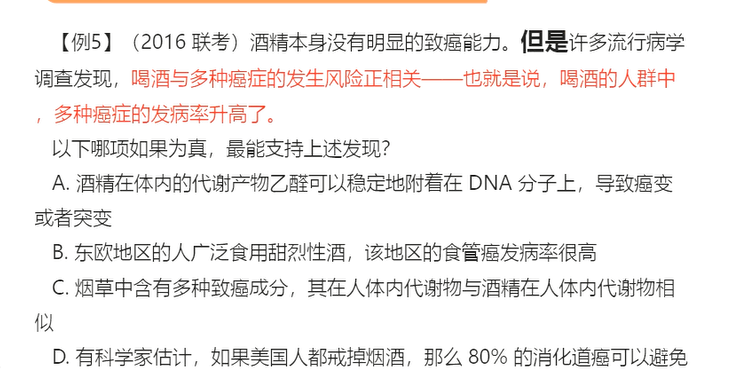 【例5】（2016 联考）酒精本身没有明显的致癌能力。但是许多流行病学
调查发现，喝酒与多种癌症的发生风险正相关——也就是说，喝酒的人群中
，多种癌症的发病率升高了。
以下哪项如果为真，最能支持上述发现？
A. 酒精在体内的代谢产物乙醛可以稳定地附着在 DNA 分子上，导致癌变
或者突变
B. 东欧地区的人广泛食用甜烈性酒，该地区的食管癌发病率很高
C. 烟草中含有多种致癌成分，其在人体内代谢物与酒精在人体内代谢物相
似
D. 有科学家估计，如果美国人都戒掉烟酒，那么 80% 的消化道癌可以避免